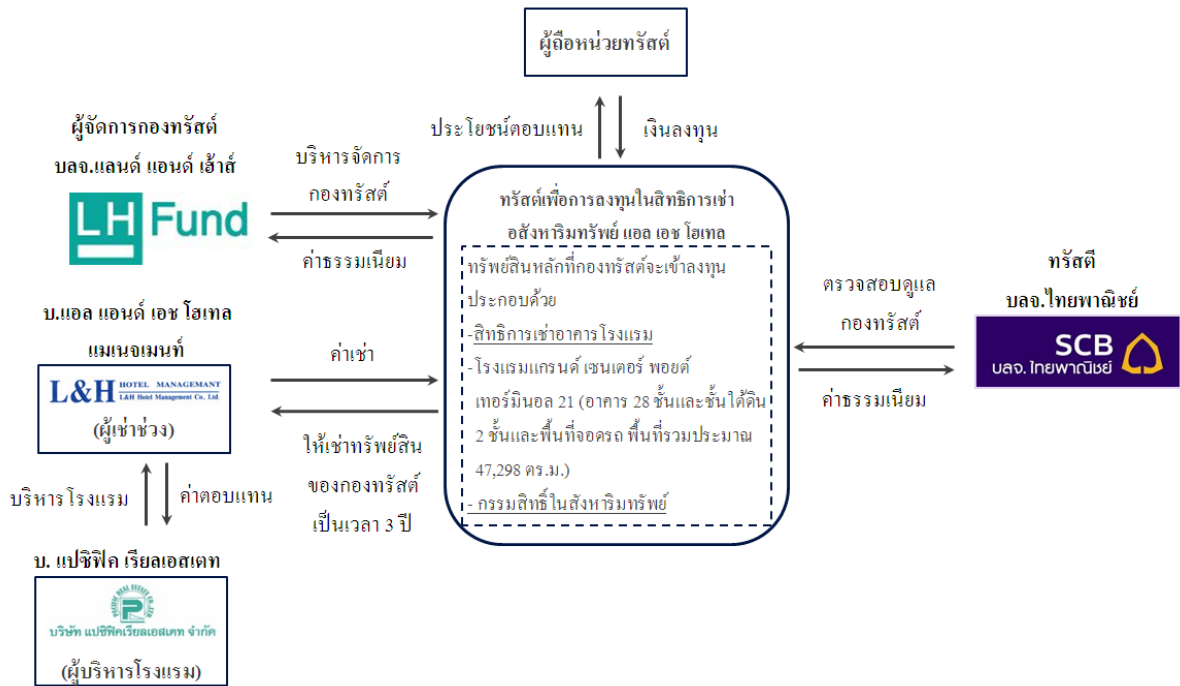 ผู้ถือหน่วยทรัสต์
ประโยชน์ตอบแทน
เงินลงทุน
ผู้จัดการกองทรัสต์
บลจ.แลนด์ แอนด์ เฮ้าส์
LH Fund
บริหารจัดการ
กองทรัสต์
ค่าธรรมเนียม
ทรัสต์เพื่อการลงทุนในสิทธิการเช่า
อสังหาริมทรัพย์ แอล เอช โฮเทล
ทรัพย์สินหลักที่กองทรัสต์จะเข้าลงทุน
ประกอบด้วย
-สิทธิการเช่าอาคารโรงแรม
-โรงแรมแกรนด์ เซนเตอร์ พอยต์
เทอร์มินอล 21 (อาคาร 28 ชั้นและชั้นใต้ดิน
2 ชั้นและพื้นที่จอดรถ พื้นที่รวมประมาณ
47,298 ตร.ม.)
- กรรมสิทธิ์ในสังหาริมทรัพย์
ตรวจสอบดูแล
กองทรัสต์
ค่าธรรมเนียม
ทรัสตี
บลจ.ไทยพาณิชย์
SCB
บลจ. ไทยพาณิชย์
บ.แอล แอนด์ เอช โฮเทล
แมเนจเมนท์
L&H HOTEL MANAGEMANT
L&H Hotel Management Co., Ltd.
(ผู้เช่าช่วง)
ค่าเช่า
ให้เช่าทรัพย์สิน
ของกองทรัสต์
เป็นเวลา 3 ปี
บริหารโรงแรม
ค่าตอบแทน
บ. แปซิฟิค เรียลเอสเตท
PACIFIC REAL ESTATE CO.,LTD
บริษัท แปซิฟิคเรียลเอสเตท จำกัด
(ผู้บริหารโรงแรม)